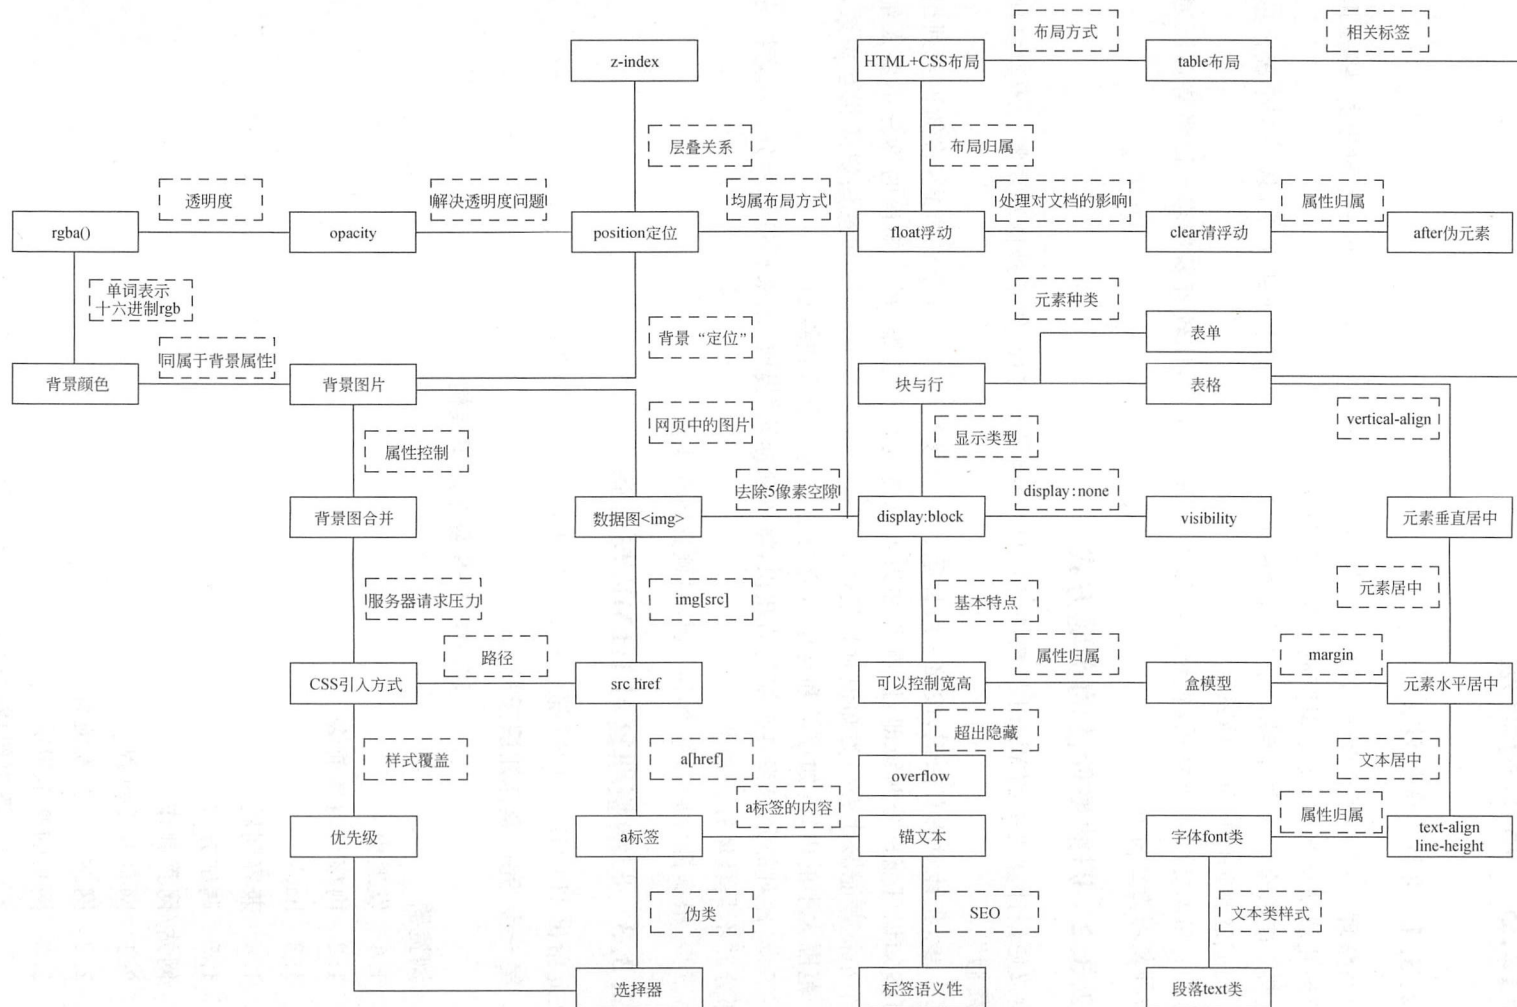 布局方式
相关标签
z-index
HTML+CSS布局
table布局
层叠关系
布局归属
透明度
解决透明度问题
均属布局方式
处理对文档的影响
属性归属
rgba()
opacity
position定位
float浮动
clear清浮动
after伪元素
单词表示
十六进制rgb
元素种类
背景“定位”
表单
同属于背景属性
背景颜色
背景图片
块与行
表格
网页中的图片
vertical-align
属性控制
显示类型
去除5像素空隙
display:none
背景图合并
数据图<img>
display:block
visibility
元素垂直居中
服务器请求压力
img[src]
基本特点
元素居中
路径
属性归属
margin
CSS引入方式
src href
可以控制宽高
盒模型
元素水平居中
超出隐藏
样式覆盖
a[href]
文本居中
overflow
a标签的内容
属性归属
优先级
a标签
锚文本
字体font类
text-align
line-height
伪类
SEO
文本类样式
选择器
标签语义性
段落text类